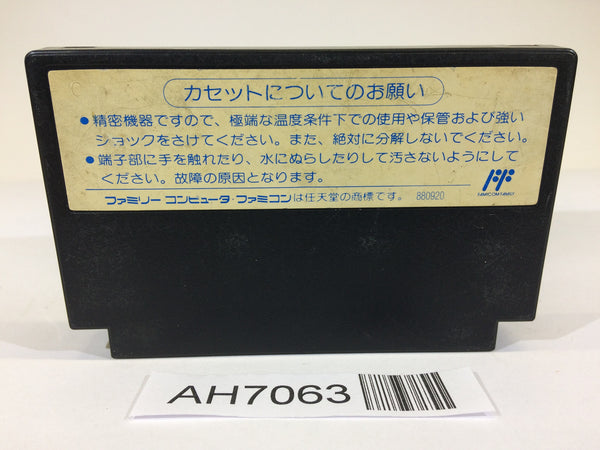 カセットについてのお願い
●精密機器ですので、極端な温度条件下での使用や保管および強い
ショックをさけてください。また、絶対に分解しないでください。
●端子部に手を触れたり、水にぬらしたりして汚さないようにして
ください。故障の原因となります。
FAMICOM FAMILY
ファミリー コンピュータ・ファミコンは任天堂の商標です。 880920
AH7063